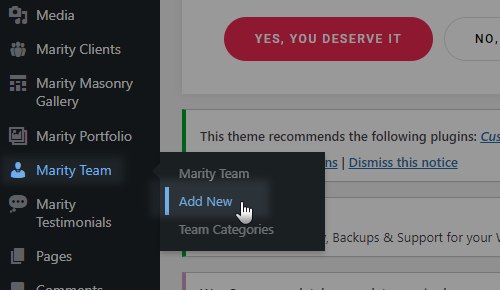 Media
Marity Clients
Marity Masonry
Gallery
Marity Portfolio
Marity Team
Marity
Testimonials
Pages
Comments
Marity Team
Add New
Team Categories
YES, YOU DESERVE IT
NO,
This theme recommends the following plugins: Cus
ns | Dismiss this notice
, Backups & Support for your V